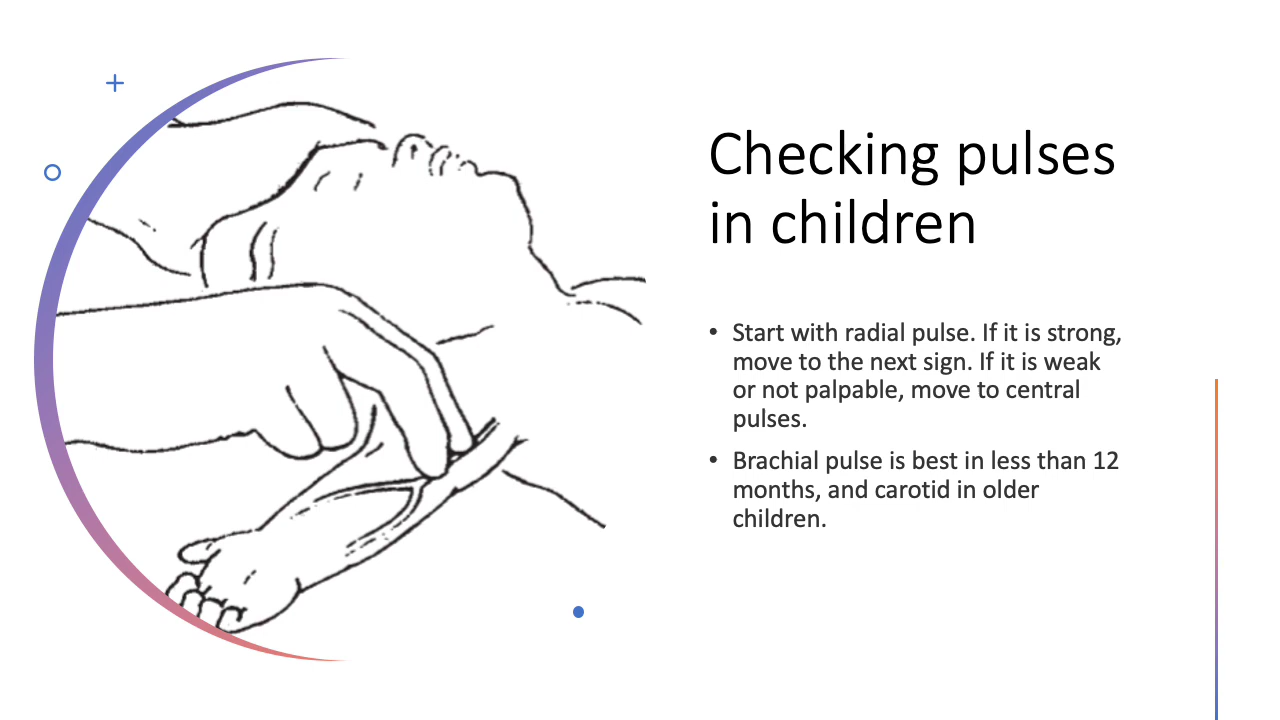 Checking pulses
in children
• Start with radial pulse. If it is strong,
move to the next sign. If it is weak
or not palpable, move to central
pulses.
• Brachial pulse is best in less than 12
months, and carotid in older
children.